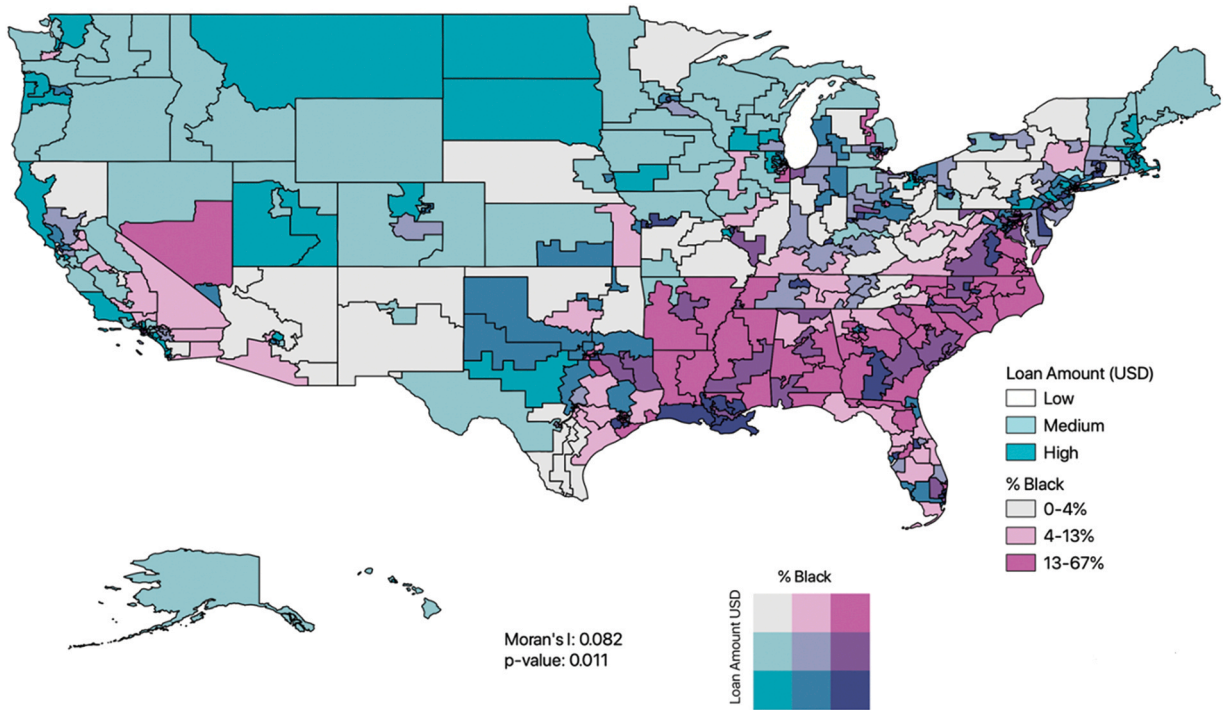 Loan Amount (USD)
Low
Medium
High
% Black
0-4%
4-13%
13-67%
% Black
Loan Amount USD
Moran's I: 0.082
p-value: 0.011